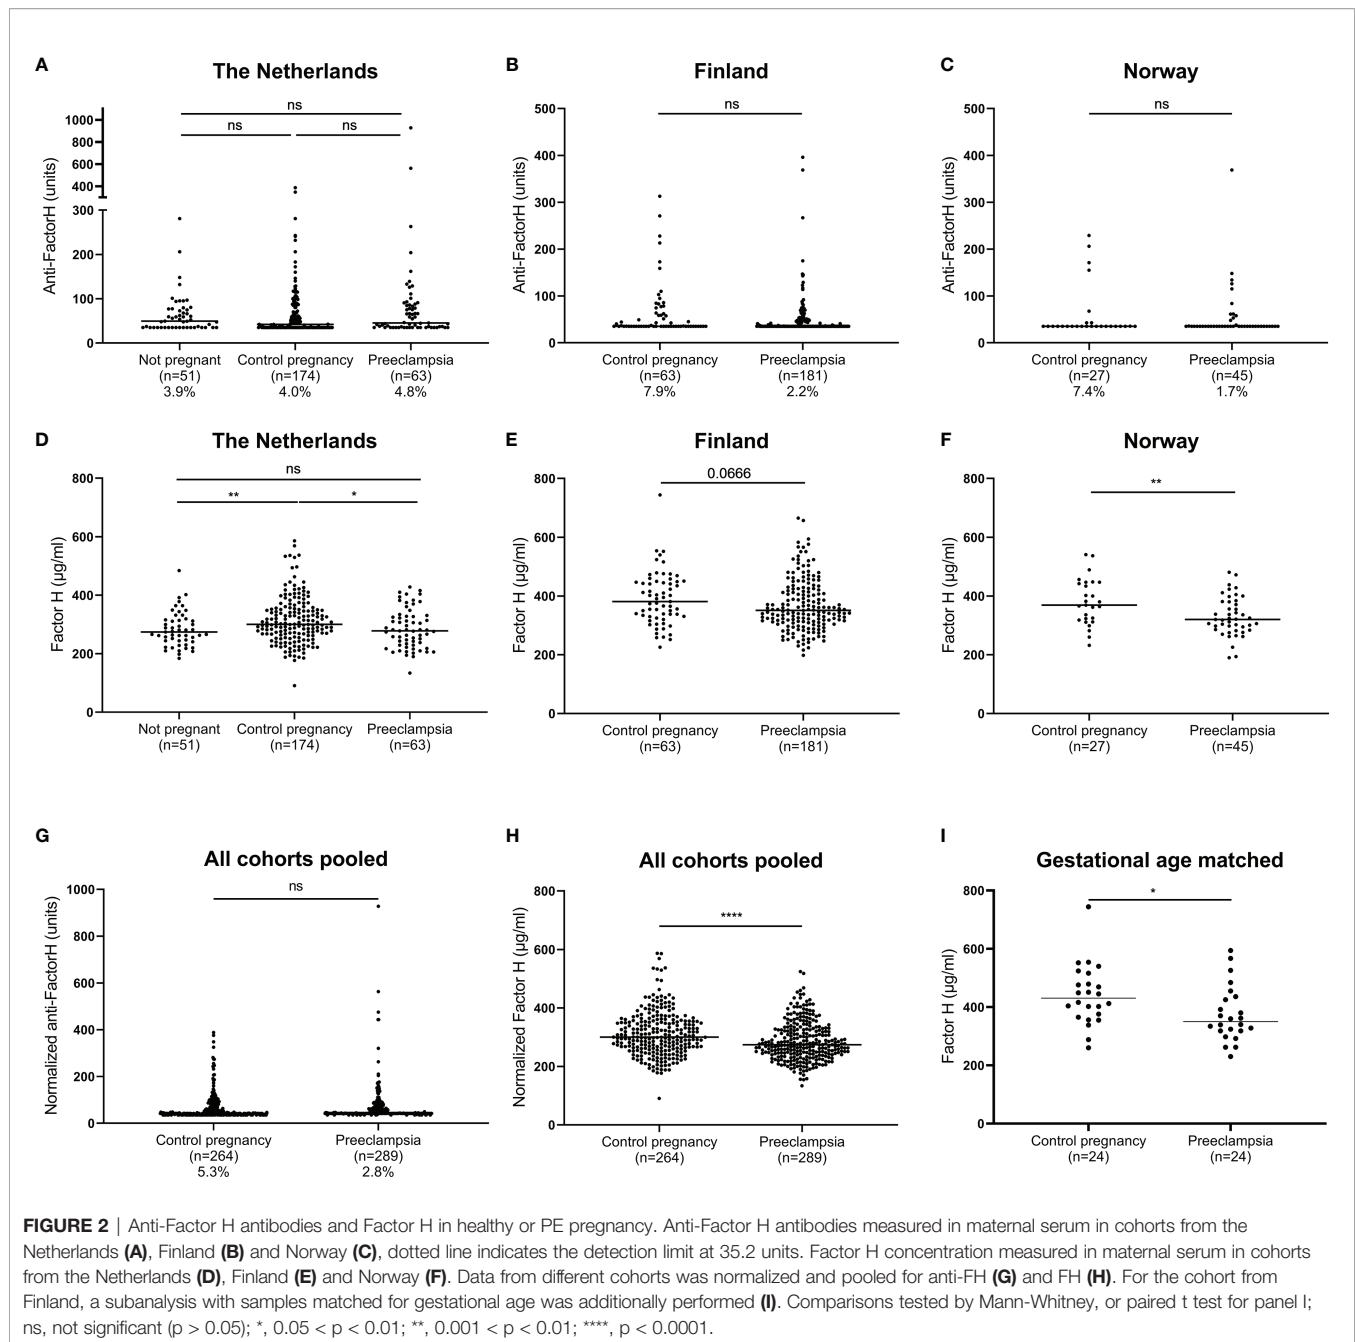 A
The Netherlands
ns
ns
ns
1000
800
600
400
300
200
100
0
Anti-FactorH (units)
Not pregnant
(n=51)
3.9%
Control pregnancy
(n=174)
4.0%
Preeclampsia
(n=63)
4.8%
B
Finland
ns
500
400
300
200
100
0
Anti-FactorH (units)
Control pregnancy
(n=63)
7.9%
Preeclampsia
(n=181)
2.2%
C
Norway
ns
500
400
300
200
100
0
Anti-FactorH (units)
Control pregnancy
(n=27)
7.4%
Preeclampsia
(n=45)
1.7%
D
The Netherlands
ns
**
*
800
600
400
200
0
Factor H (µg/ml)
Not pregnant
(n=51)
Control pregnancy
(n=174)
Preeclampsia
(n=63)
E
Finland
0.0666
800
600
400
200
0
Factor H (µg/ml)
Control pregnancy
(n=63)
Preeclampsia
(n=181)
F
Norway
**
800
600
400
200
0
Factor H (µg/ml)
Control pregnancy
(n=27)
Preeclampsia
(n=45)
G
All cohorts pooled
ns
1000
800
600
400
200
0
Normalized anti-FactorH (units)
Control pregnancy
(n=264)
5.3%
Preeclampsia
(n=289)
2.8%
H
All cohorts pooled
****
800
600
400
200
0
Normalized Factor H (µg/ml)
Control pregnancy
(n=264)
Preeclampsia
(n=289)
I
Gestational age matched
*
800
600
400
200
0
Factor H (µg/ml)
Control pregnancy
(n=24)
Preeclampsia
(n=24)
FIGURE 2 | Anti-Factor H antibodies and Factor H in healthy or PE pregnancy. Anti-Factor H antibodies measured in maternal serum in cohorts from the
Netherlands (A), Finland (B) and Norway (C), dotted line indicates the detection limit at 35.2 units. Factor H concentration measured in maternal serum in cohorts
from the Netherlands (D), Finland (E) and Norway (F). Data from different cohorts was normalized and pooled for anti-FH (G) and FH (H). For the cohort from
Finland, a subanalysis with samples matched for gestational age was additionally performed (I). Comparisons tested by Mann-Whitney, or paired t test for panel I;
ns, not significant (p > 0.05); *, 0.05 < p < 0.01; **, 0.001 < p < 0.01; ****, p < 0.0001.